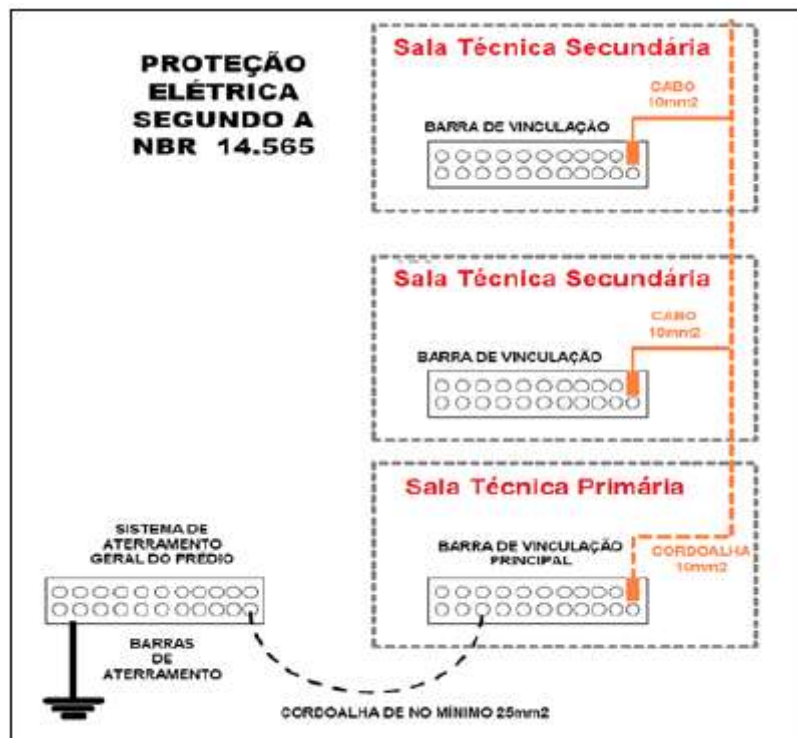 PROTEÇÃO
ELÉTRICA
SEGUNDO A
NBR 14.565
Sala Técnica Secundária
CABO
10mm2
BARRA DE VINCULAÇÃO
Sala Técnica Secundária
CABO
10mm2
BARRA DE VINCULAÇÃO
Sala Técnica Primária
SISTEMA DE
ATERRAMENTO
GERAL DO PRÉDIO
BARRA DE VINCULAÇÃO
PRINCIPAL
CORDOALHA
10mm2
BARRAS
DE
ATERRAMENTO
CORDOALHA DE NO MÍNIMO 25mm2